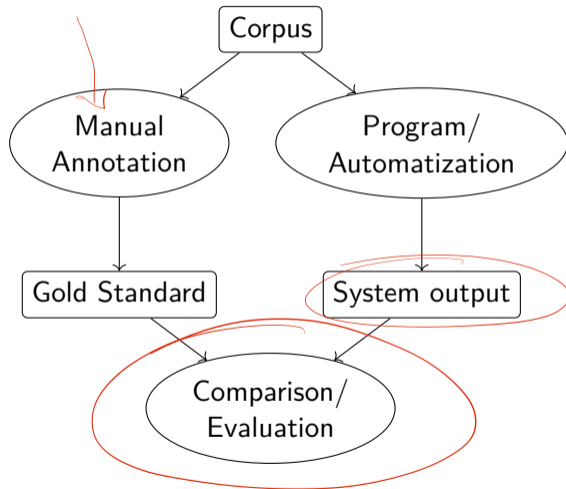 Corpus
Manual
Annotation
Program/
Automatization
Gold Standard
System output
Comparison/
Evaluation